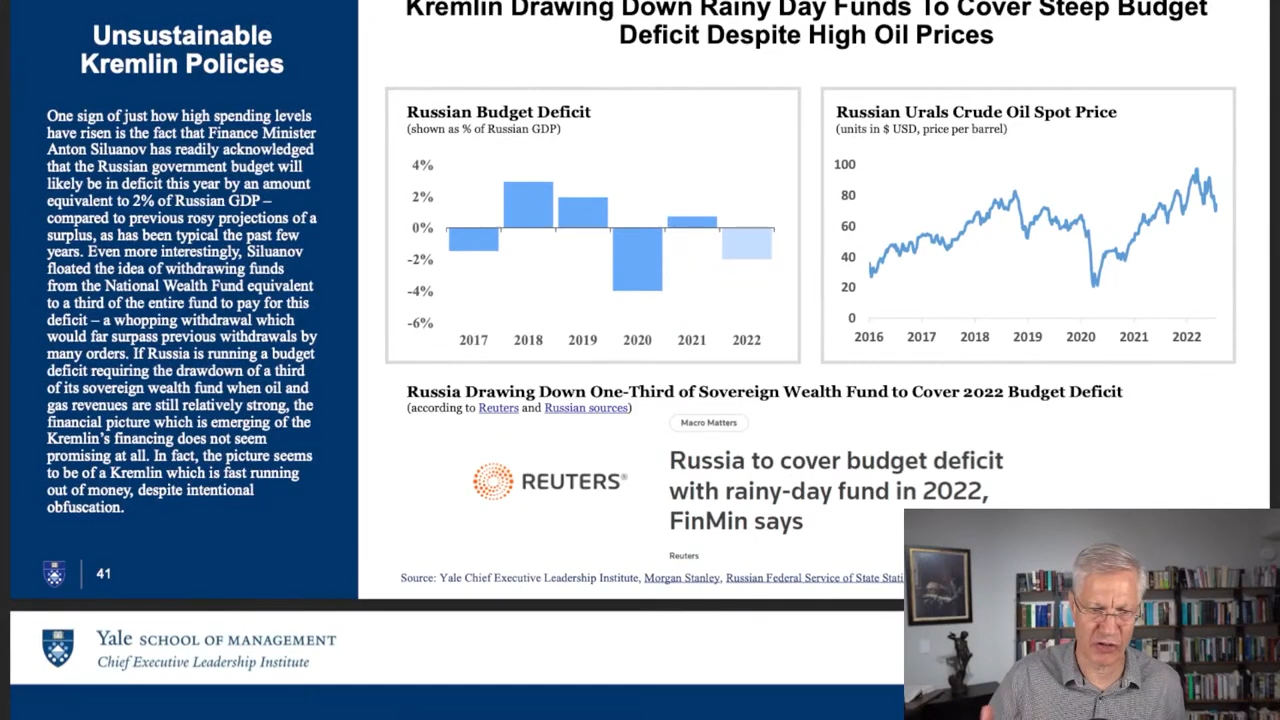 Unsustainable
Kremlin Policies
One sign of just how high spending levels
have risen is the fact that Finance Minister
Anton Siluanov has readily acknowledged
that the Russian government budget will
likely be in deficit this year by an amount
equivalent to 2% of Russian GDP –
compared to previous rosy projections of a
surplus, as has been typical the past few
years. Even more interestingly, Siluanov
floated the idea of withdrawing funds
from the National Wealth Fund equivalent
to a third of the entire fund to pay for this
deficit – a whopping withdrawal which
would far surpass previous withdrawals by
many orders. If Russia is running a budget
deficit requiring the drawdown of a third
of its sovereign wealth fund when oil and
gas revenues are still relatively strong, the
financial picture which is emerging of the
Kremlin's financing does not seem
promising at all. In fact, the picture seems
to be of a Kremlin which is fast running
out of money, despite intentional
obfuscation.
41
Kremlin Drawing Down Rainy Day Funds To Cover Steep Budget
Deficit Despite High Oil Prices
Russian Budget Deficit
(shown as % of Russian GDP)
4%
2%
0%
-2%
-4%
-6%
2017 2018 2019 2020 2021 2022
Russian Urals Crude Oil Spot Price
(units in $ USD, price per barrel)
100
80
60
40
20
0
2016 2017 2018 2019 2020 2021 2022
Russia Drawing Down One-Third of Sovereign Wealth Fund to Cover 2022 Budget Deficit
(according to Reuters and Russian sources)
Macro Matters
REUTERS®
Russia to cover budget deficit
with rainy-day fund in 2022,
FinMin says
Reuters
Source: Yale Chief Executive Leadership Institute, Morgan Stanley, Russian Federal Service of State
Yale SCHOOL OF MANAGEMENT
Chief Executive Leadership Institute